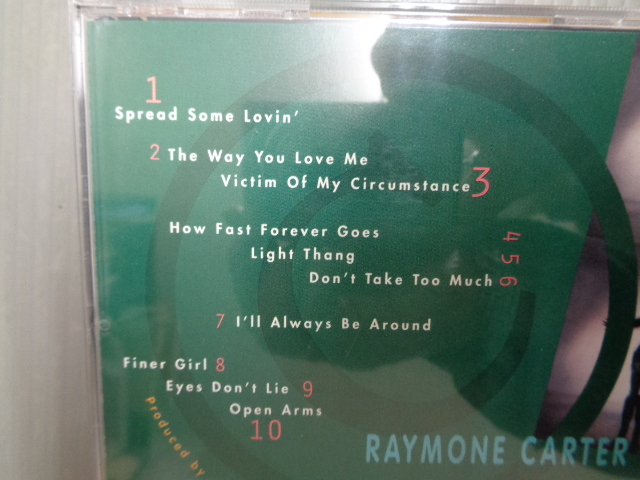 1
Spread Some Lovin'
2 The Way You Love Me
Victim Of My Circumstance 3
How Fast Forever Goes 4
Light Thang 5
Don't Take Too Much 6
7 I'll Always Be Around
Finer Girl 8
Eyes Don't Lie 9
Open Arms
10
Produced by
RAYMONE CARTER